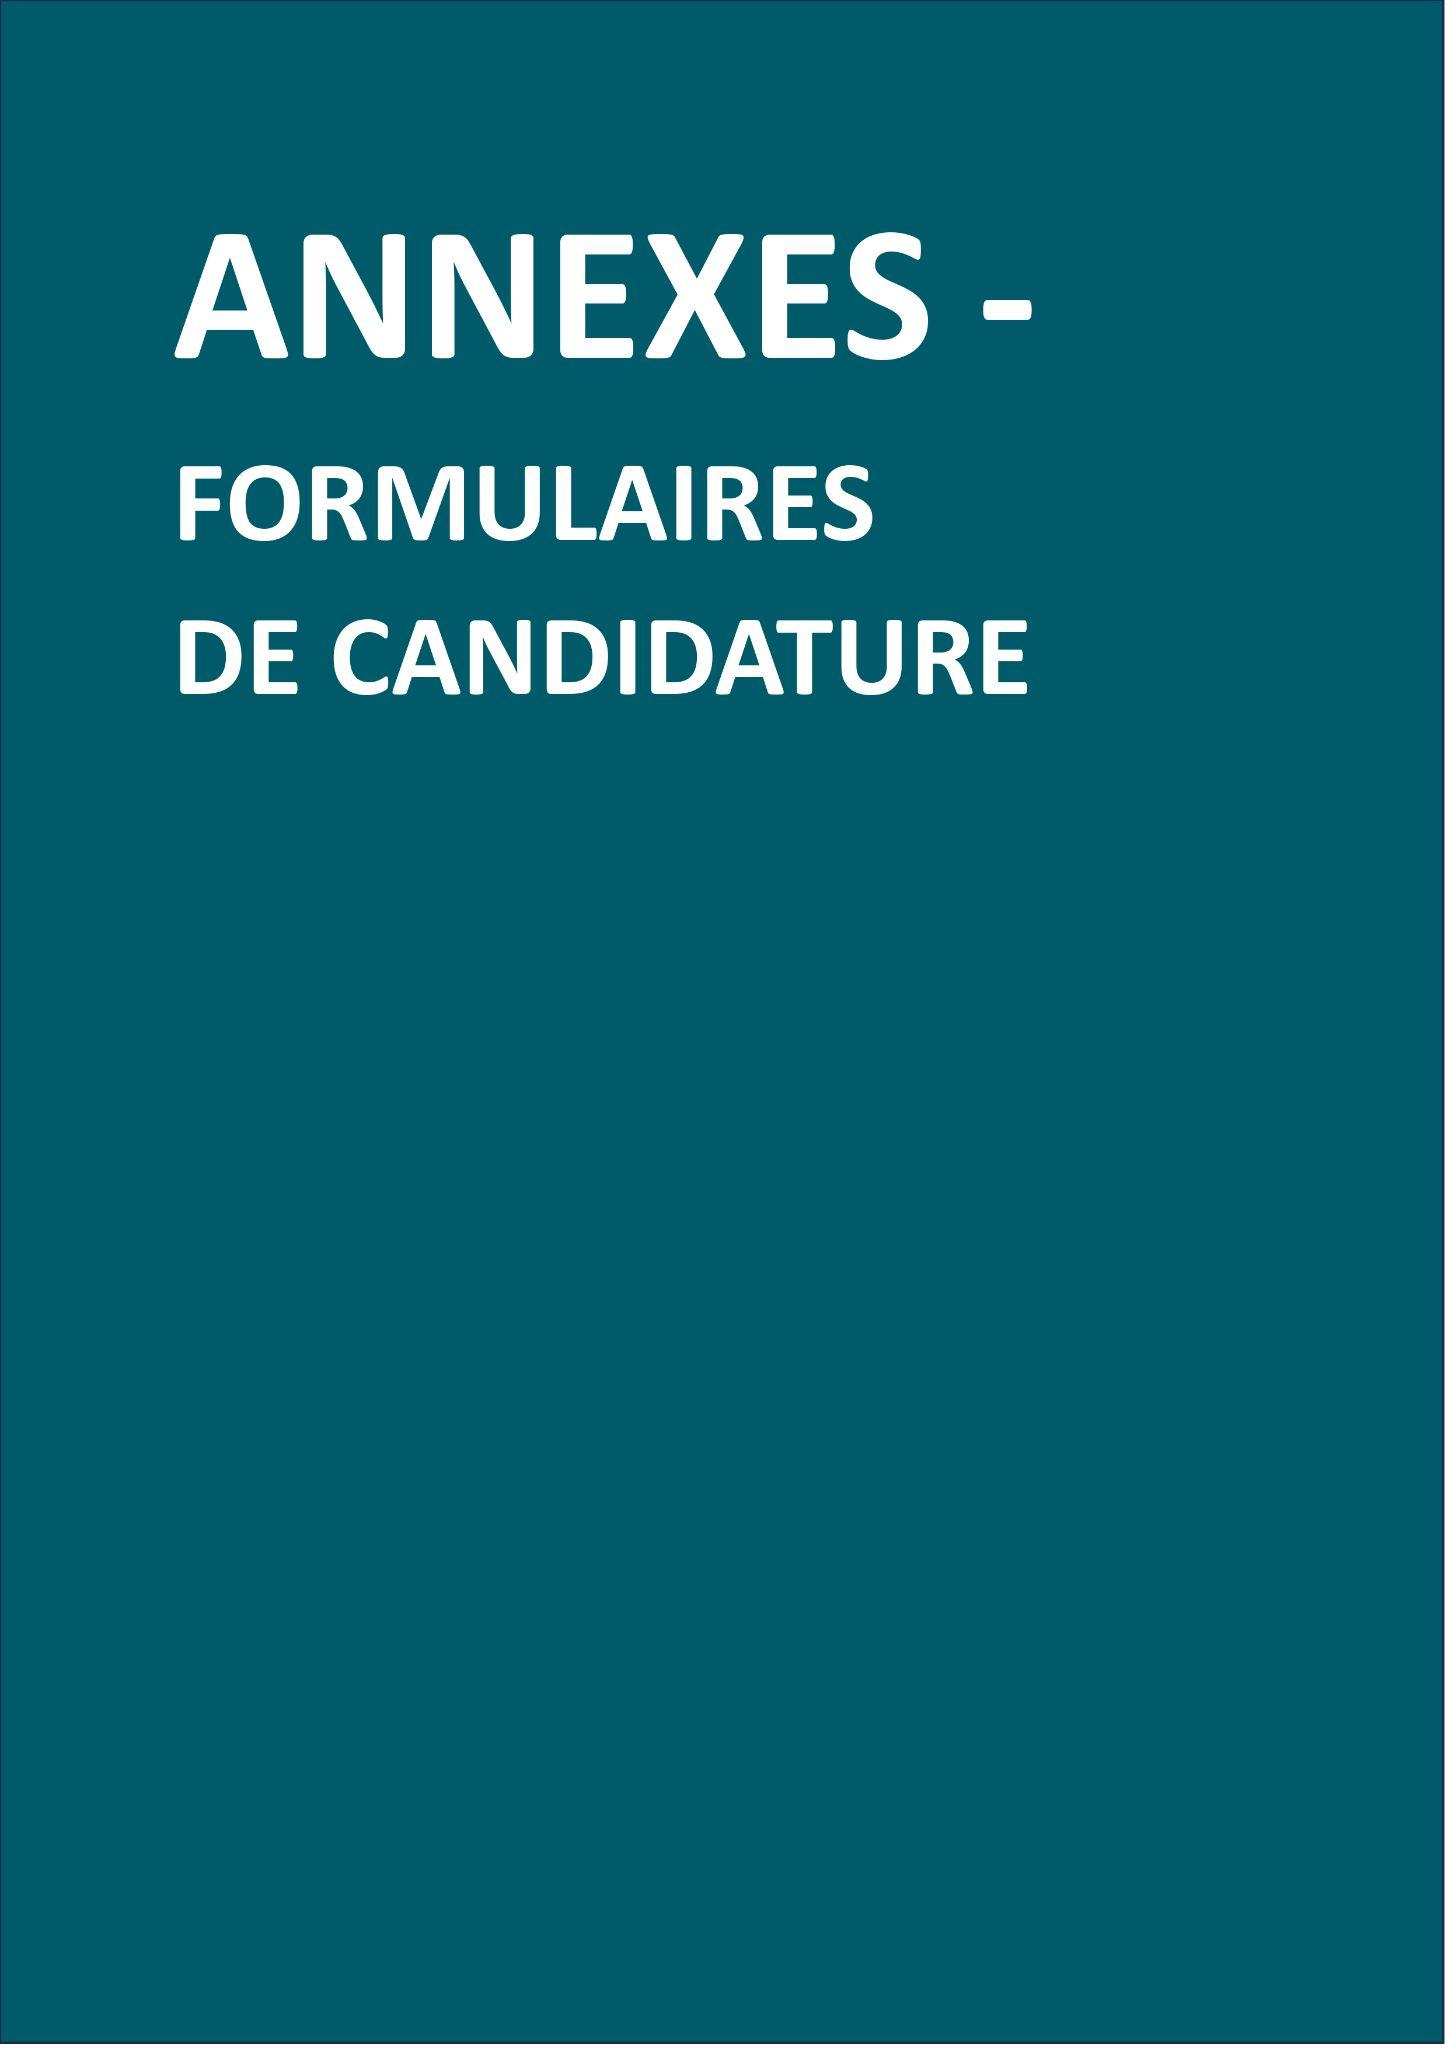 ANNEXES -
FORMULAIRES
DE CANDIDATURE